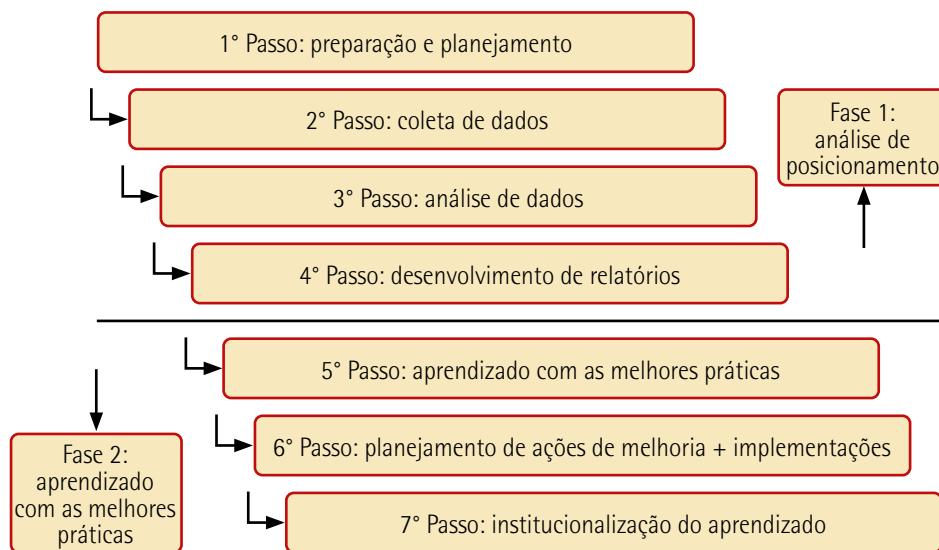 1° Passo: preparação e planejamento
2° Passo: coleta de dados
Fase 1:
análise de
posicionamento
3° Passo: análise de dados
4° Passo: desenvolvimento de relatórios
5° Passo: aprendizado com as melhores práticas
6° Passo: planejamento de ações de melhoria + implementações
Fase 2:
aprendizado
com as melhores
práticas
7° Passo: institucionalização do aprendizado